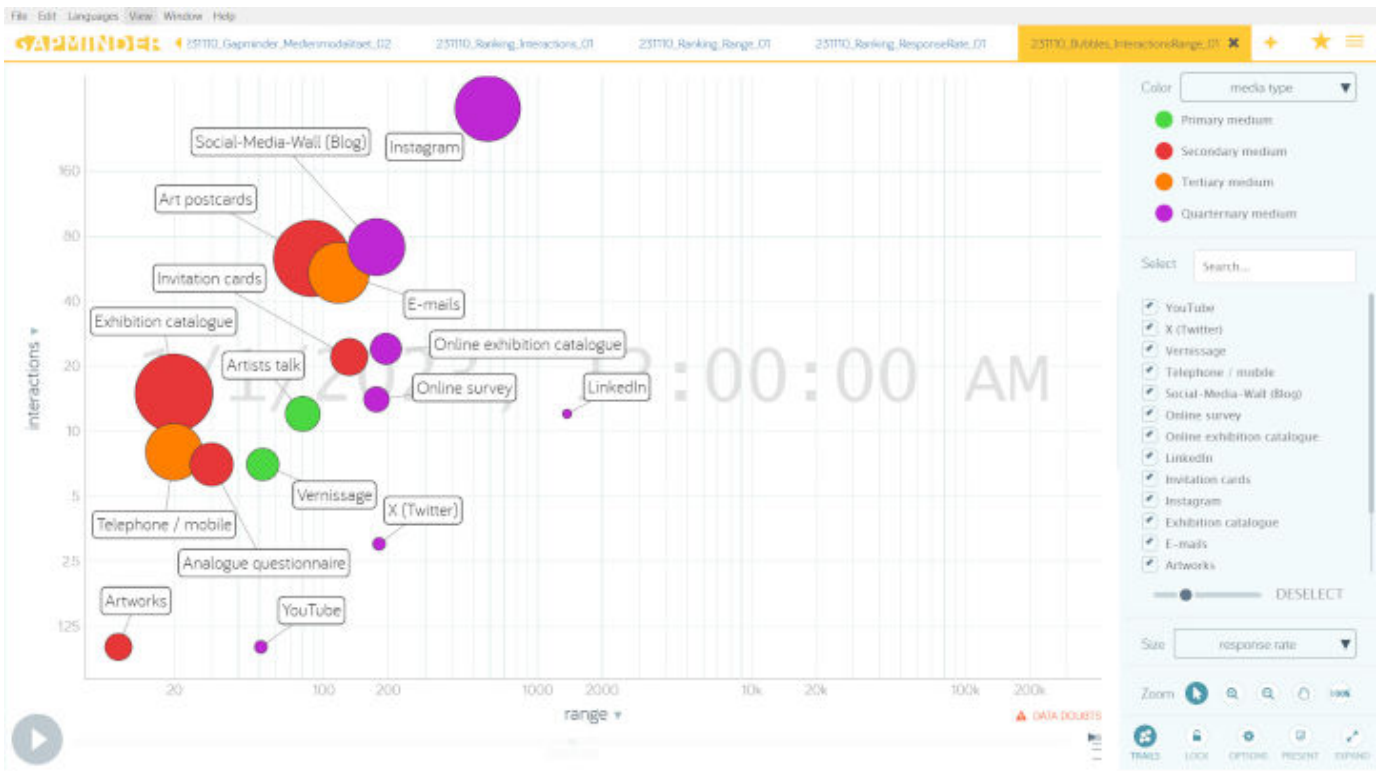 File Edit Languages View Window Help
GAPMINDER 231110_Gapminder_Medienmodalitaet_02 231110_Ranking_Interactions_01 231110_Ranking_Range_01 231110_Ranking_ResponseRate_01 231110_Bubbles_InteractionsRange_01
Color media type
Primary medium
Secondary medium
Tertiary medium
Quarternary medium
Select Search...
YouTube
X (Twitter)
Vernissage
Telephone / mobile
Social-Media-Wall (Blog)
Online survey
Online exhibition catalogue
LinkedIn
Invitation cards
Instagram
Exhibition catalogue
E-mails
Artworks
DESELECT
Size response rate
Zoom 100%
TRAILS LOCK OPTIONS PRESENT EXPAND
interactions
160
80
40
20
10
5
2.5
1.25
Social-Media-Wall (Blog)
Instagram
Art postcards
Invitation cards
E-mails
Exhibition catalogue
Online exhibition catalogue
Artists talk
Online survey
LinkedIn
Vernissage
X (Twitter)
Telephone / mobile
Analogue questionnaire
Artworks
YouTube
20 100 200 1000 2000 10k 20k 100k 200k
range
DATA DOUBTS